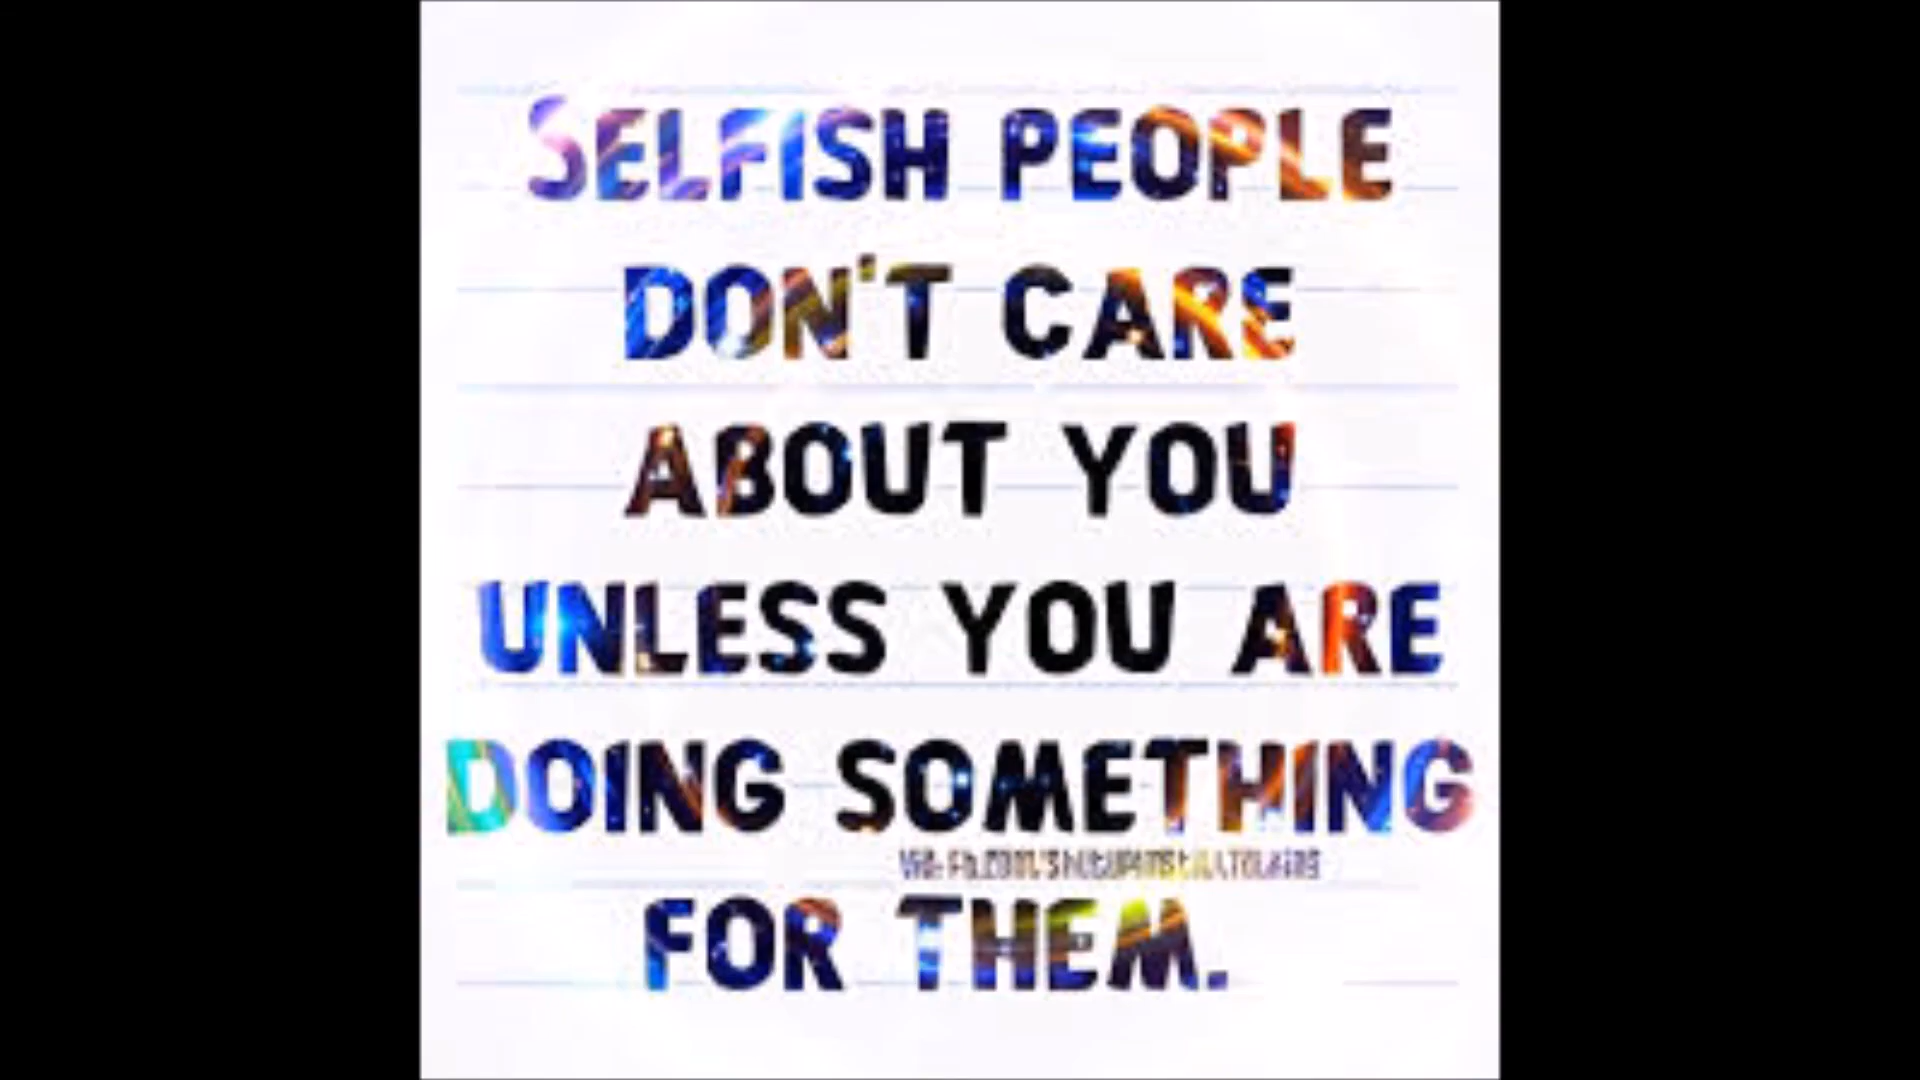 SELFISH PEOPLE
DON'T CARE
ABOUT YOU
UNLESS YOU ARE
DOING SOMETHING
FOR THEM.